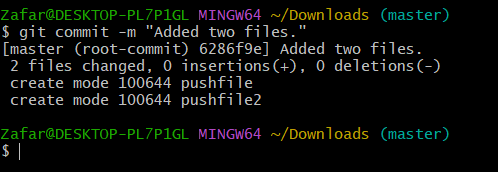 Zafar@DESKTOP-PL7P1GL MINGW64 ~/Downloads (master)
$ git commit -m "Added two files."
[master (root-commit) 6286f9e] Added two files.
 2 files changed, 0 insertions(+), 0 deletions(-)
 create mode 100644 pushfile
 create mode 100644 pushfile2
Zafar@DESKTOP-PL7P1GL MINGW64 ~/Downloads (master)
$